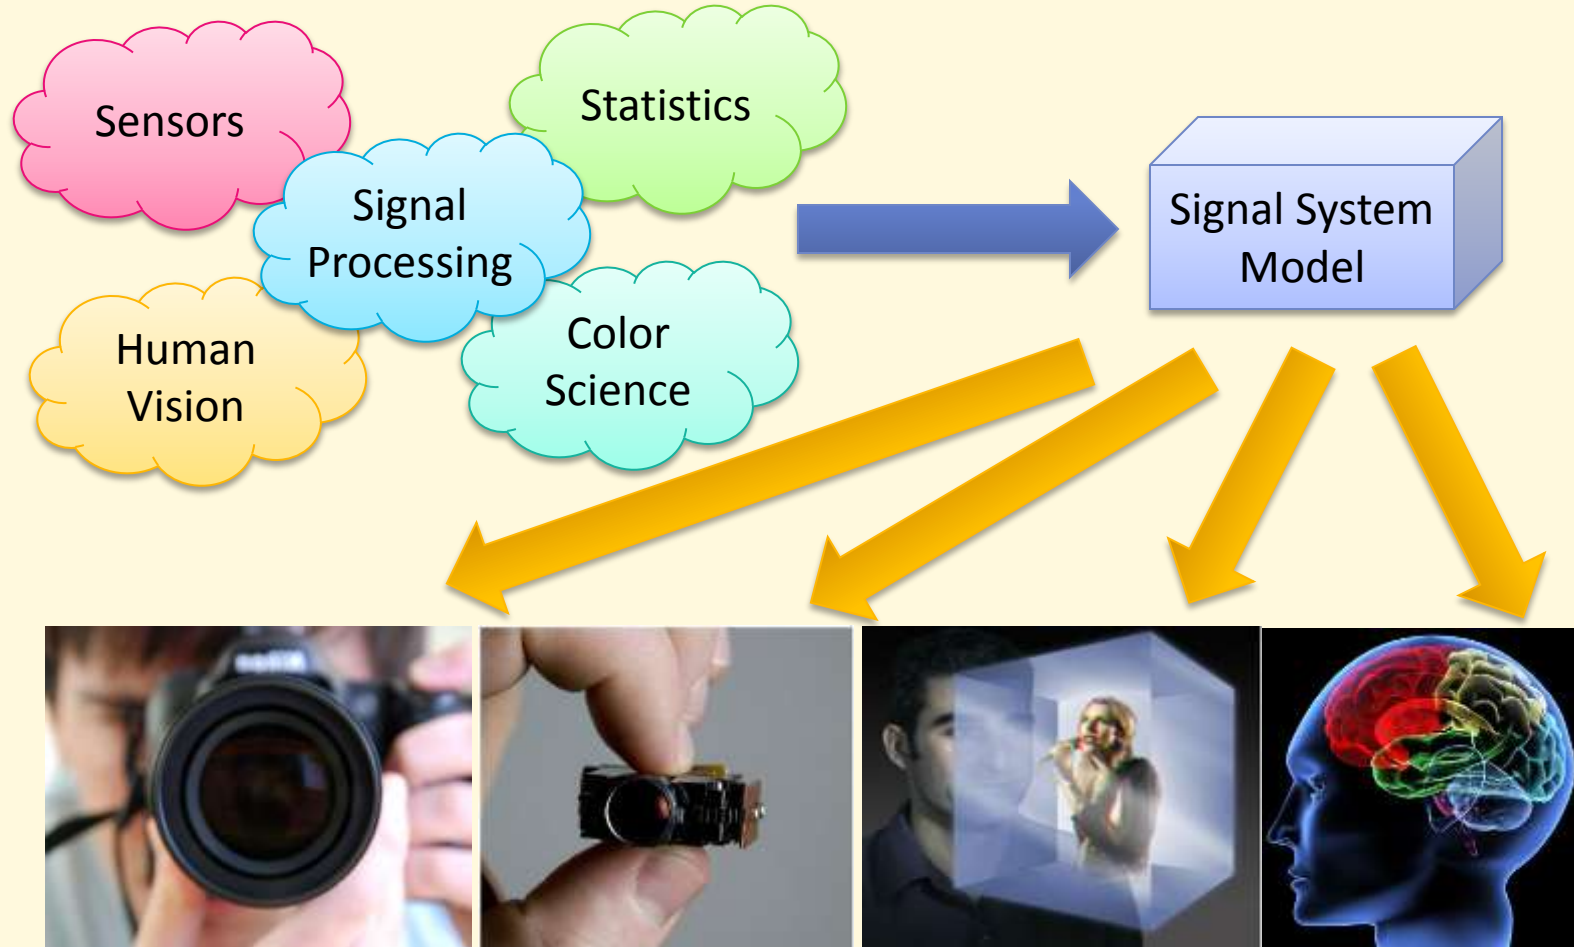 Sensors
Statistics
Signal
Processing
Signal System
Model
Human
Vision
Color
Science